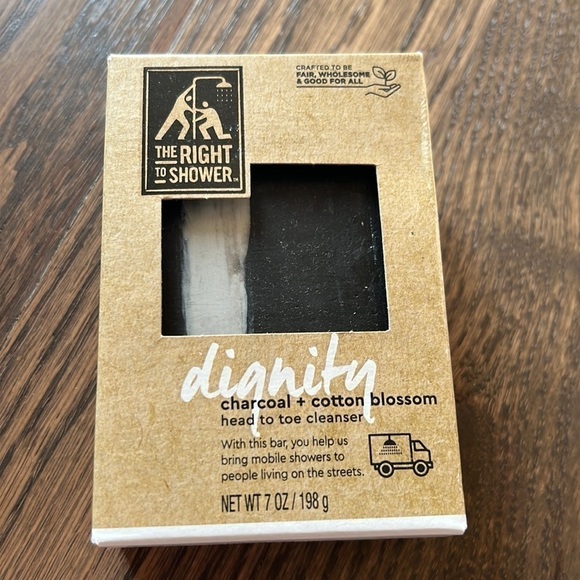 CRAFTED TO BE
FAIR, WHOLESOME
& GOOD FOR ALL
THE RIGHT
TO SHOWER™
dignity
charcoal + cotton blossom
head to toe cleanser
With this bar, you help us
bring mobile showers to
people living on the streets.
NET WT 7 OZ / 198 g